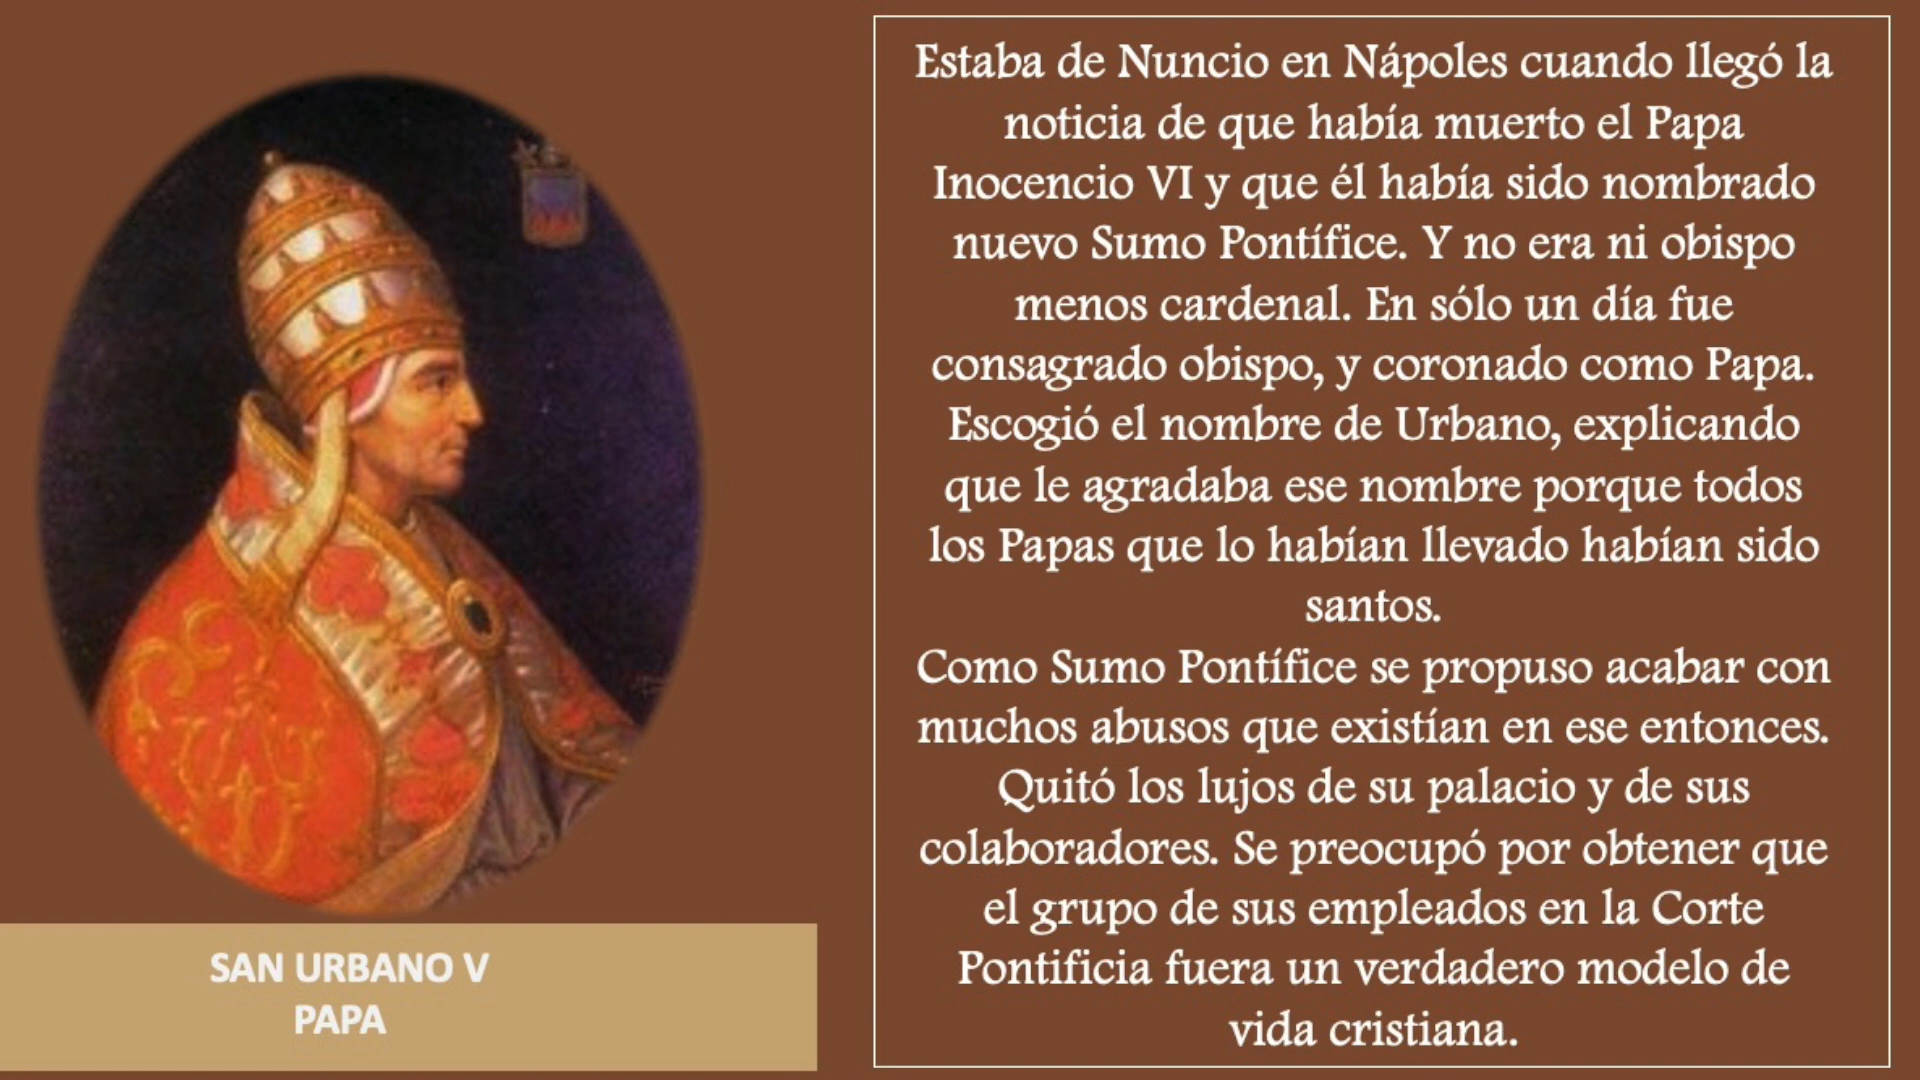 Estaba de Nuncio en Nápoles cuando llegó la
noticia de que había muerto el Papa
Inocencio VI y que él había sido nombrado
nuevo Sumo Pontífice. Y no era ni obispo
menos cardenal. En sólo un día fue
consagrado obispo, y coronado como Papa.
Escogió el nombre de Urbano, explicando
que le agradaba ese nombre porque todos
los Papas que lo habían llevado habían sido
santos.
Como Sumo Pontífice se propuso acabar con
muchos abusos que existían en ese entonces.
Quitó los lujos de su palacio y de sus
colaboradores. Se preocupó por obtener que
el grupo de sus empleados en la Corte
Pontificia fuera un verdadero modelo de
vida cristiana.
SAN URBANO V
PAPA